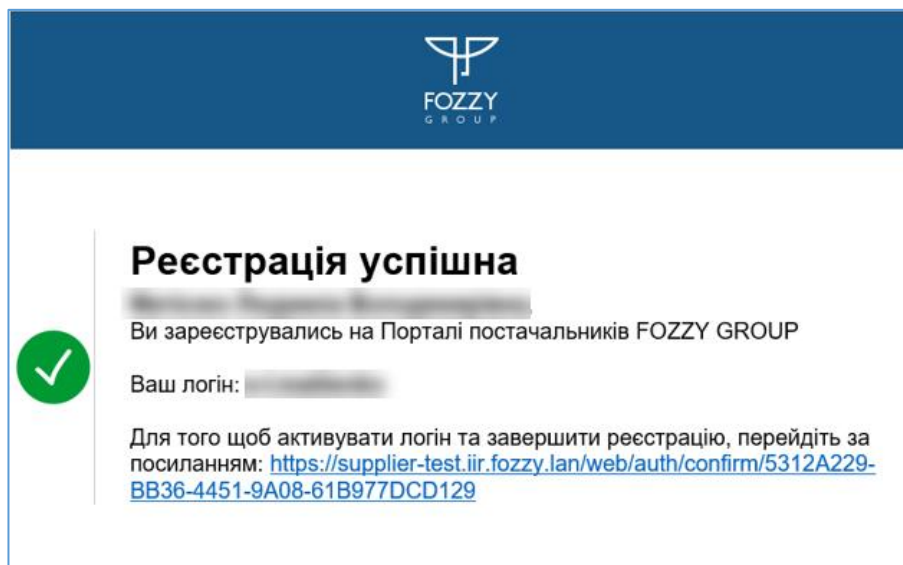 FOZZY
GROUP
Реєстрація успішна
Ви зареєструвались на Порталі постачальників FOZZY GROUP
Ваш логін:
Для того щоб активувати логін та завершити реєстрацію, перейдіть за
посиланням: https://supplier-test.iir.fozzy.lan/web/auth/confirm/5312A229-
BB36-4451-9A08-61B977DCD129